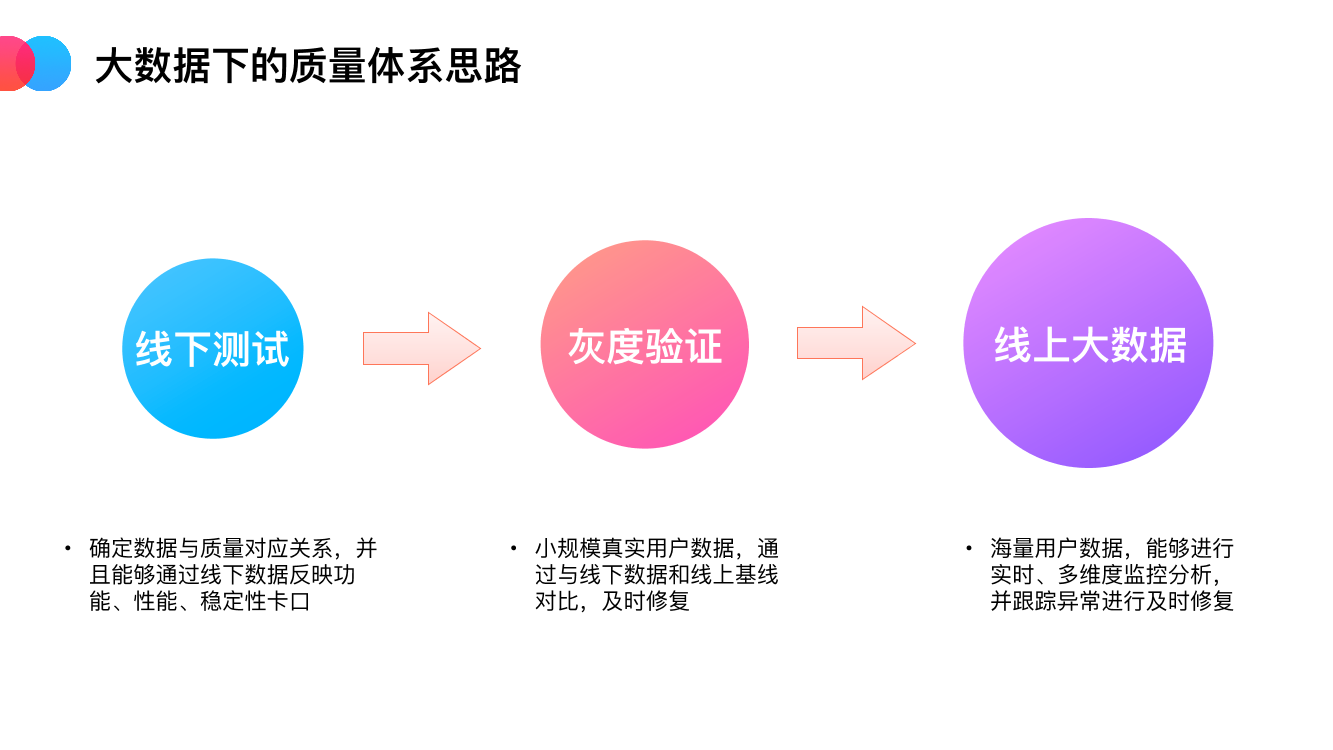 大数据下的质量体系思路
线下测试
灰度验证
线上大数据
• 确定数据与质量对应关系，并
且能够通过线下数据反映功
能、性能、稳定性卡口
• 小规模真实用户数据，通
过与线下数据和线上基线
对比，及时修复
• 海量用户数据，能够进行
实时、多维度监控分析，
并跟踪异常进行及时修复